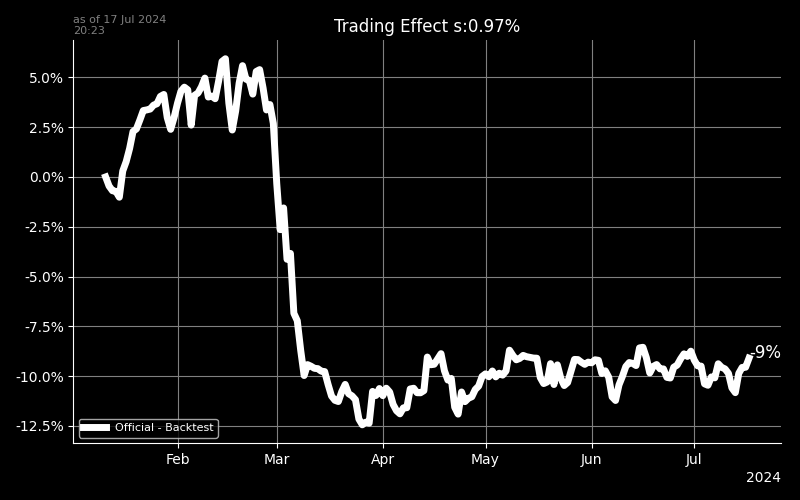 as of 17 Jul 2024
20:23
Trading Effect s:0.97%
5.0%
2.5%
0.0%
-2.5%
-5.0%
-7.5%
-10.0%
-12.5%
-9%
Official - Backtest
Feb
Mar
Apr
May
Jun
Jul
2024